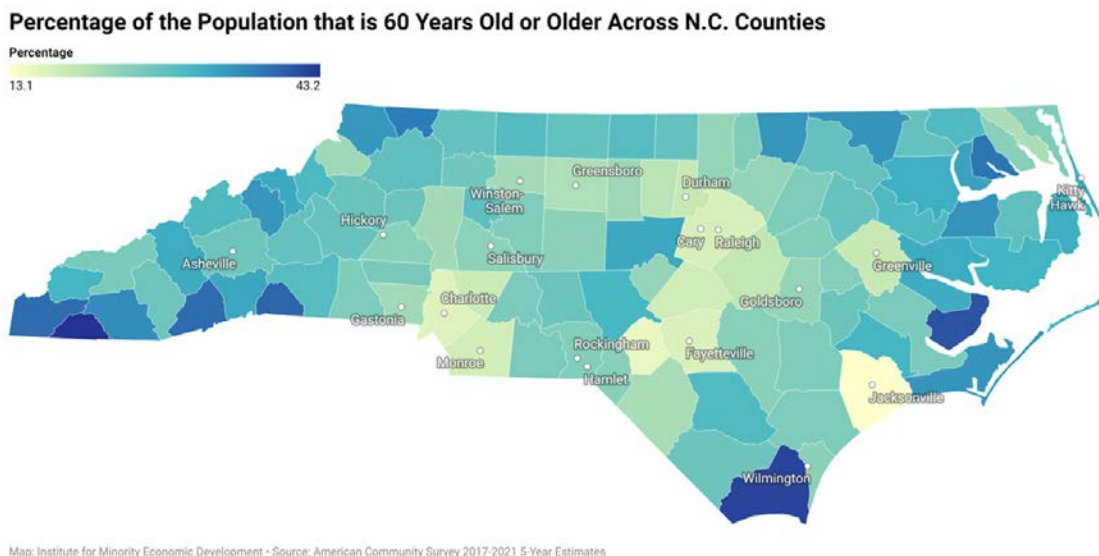 Percentage of the Population that is 60 Years Old or Older Across N.C. Counties
Percentage
13.1 43.2
Greensboro
Durham
Winston-
Salem
Kitty
Hawk
Hickory
Cary
Raleigh
Salisbury
Asheville
Greenville
Charlotte
Goldsboro
Gastonia
Rockingham
Fayetteville
Monroe
Hamlet
Jacksonville
Wilmington
Map: Institute for Minority Economic Development • Source: American Community Survey 2017-2021 5-Year Estimates